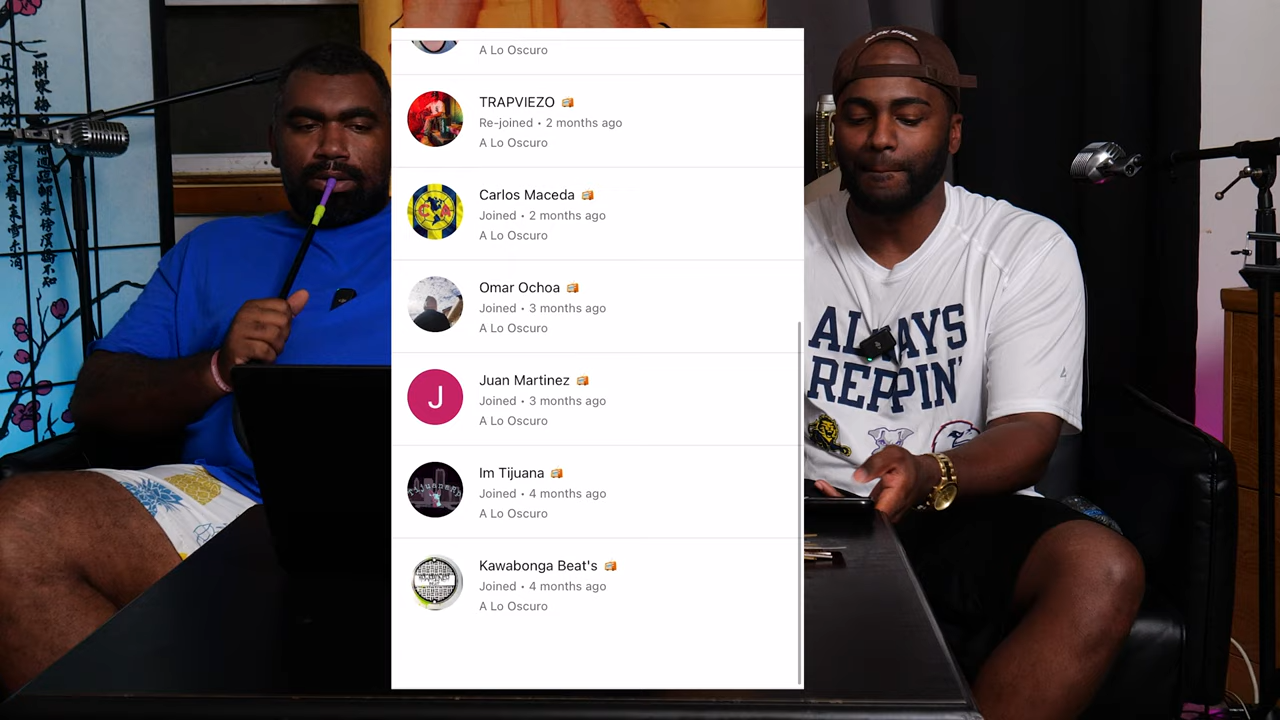 A Lo Oscuro
TRAPVIEZO
Re-joined • 2 months ago
A Lo Oscuro
Carlos Maceda
Joined • 2 months ago
A Lo Oscuro
Omar Ochoa
Joined • 3 months ago
A Lo Oscuro
J
Juan Martinez
Joined • 3 months ago
A Lo Oscuro
Im Tijuana
Joined • 4 months ago
A Lo Oscuro
Kawabonga Beat's
Joined • 4 months ago
A Lo Oscuro
ALWAYS
REPPIN'